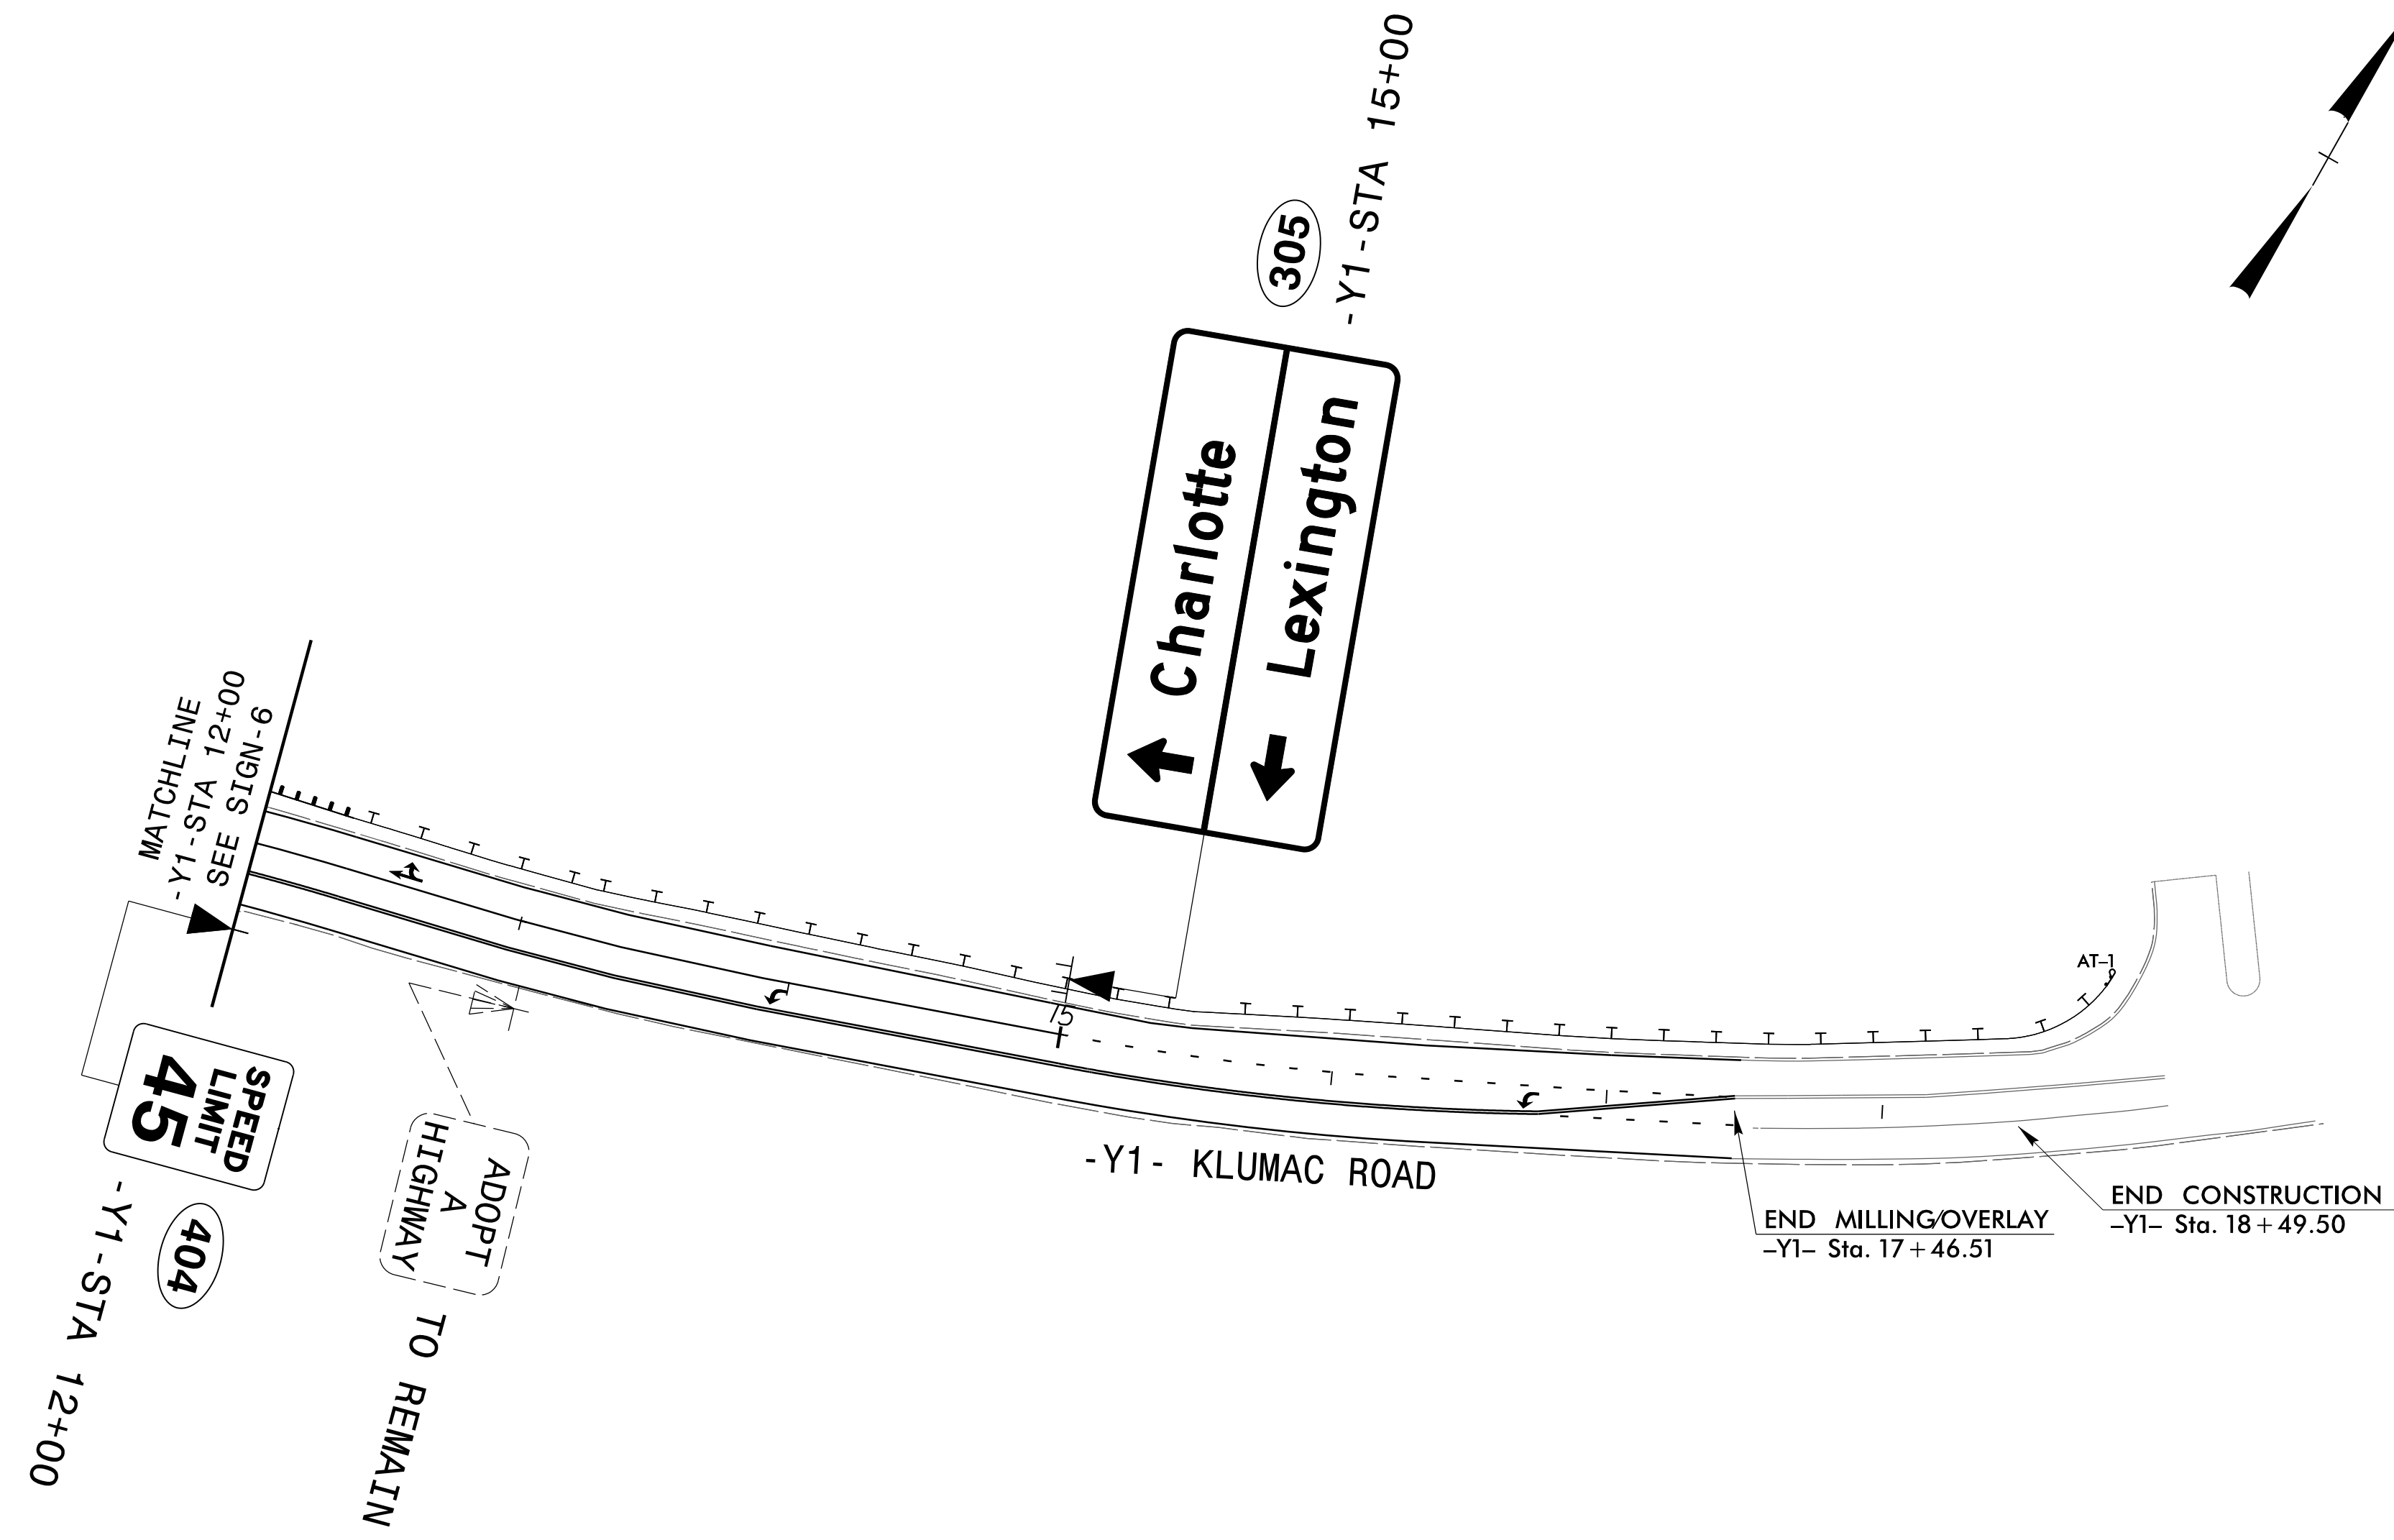 -Y1-STA 15+00
305
Charlotte
Lexington
MATCHLINE
-Y1-STA 12+00
SEE SIGN-6
15
AT-1
SPEED
LIMIT
45
404
-Y1-STA 12+00
ADOPT
A
HIGHWAY
TO REMAIN
-Y1- KLUMAC ROAD
END MILLING/OVERLAY
-Y1- Sta. 17+46.51
END CONSTRUCTION
-Y1- Sta. 18+49.50